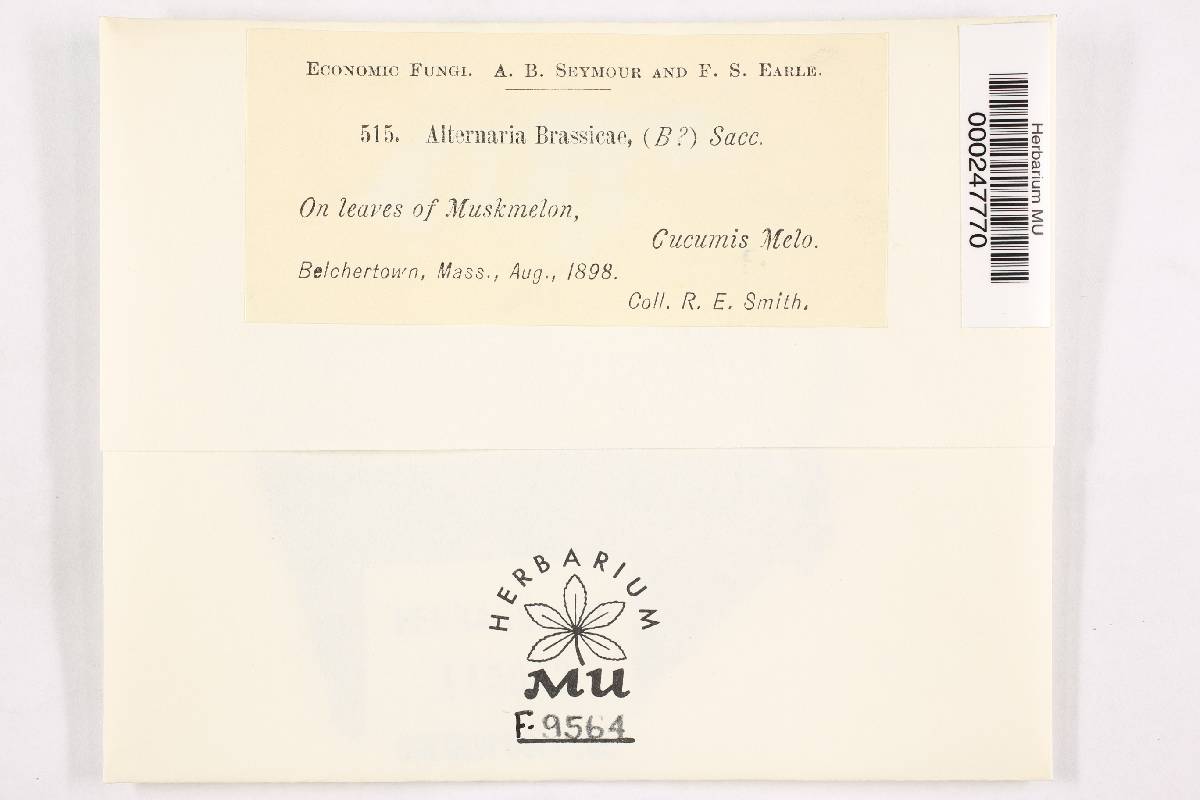 Economic Fungi. A. B. Seymour and F. S. Earle.
515. Alternaria Brassicae, (B?) Sacc.
On leaves of Muskmelon,
Cucumis Melo.
Belchertown, Mass., Aug., 1898.
Coll. R. E. Smith.
Herbarium MU
000247770
HERBARIUM
MU
F-9564